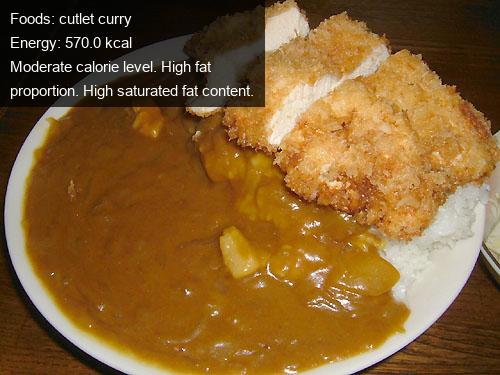 Foods: cutlet curry
Energy: 570.0 kcal
Moderate calorie level. High fat
proportion. High saturated fat content.